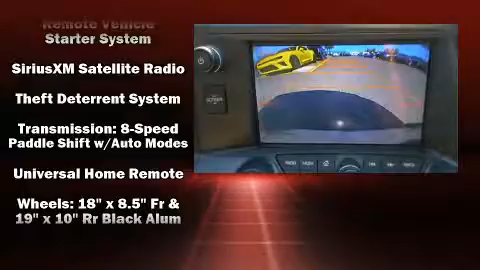 Remote Vehicle
Starter System
SiriusXM Satellite Radio
Theft Deterrent System
Transmission: 8-Speed
Paddle Shift w/Auto Modes
Universal Home Remote
Wheels: 18" x 8.5" Fr &
19" x 10" Rr Black Alum